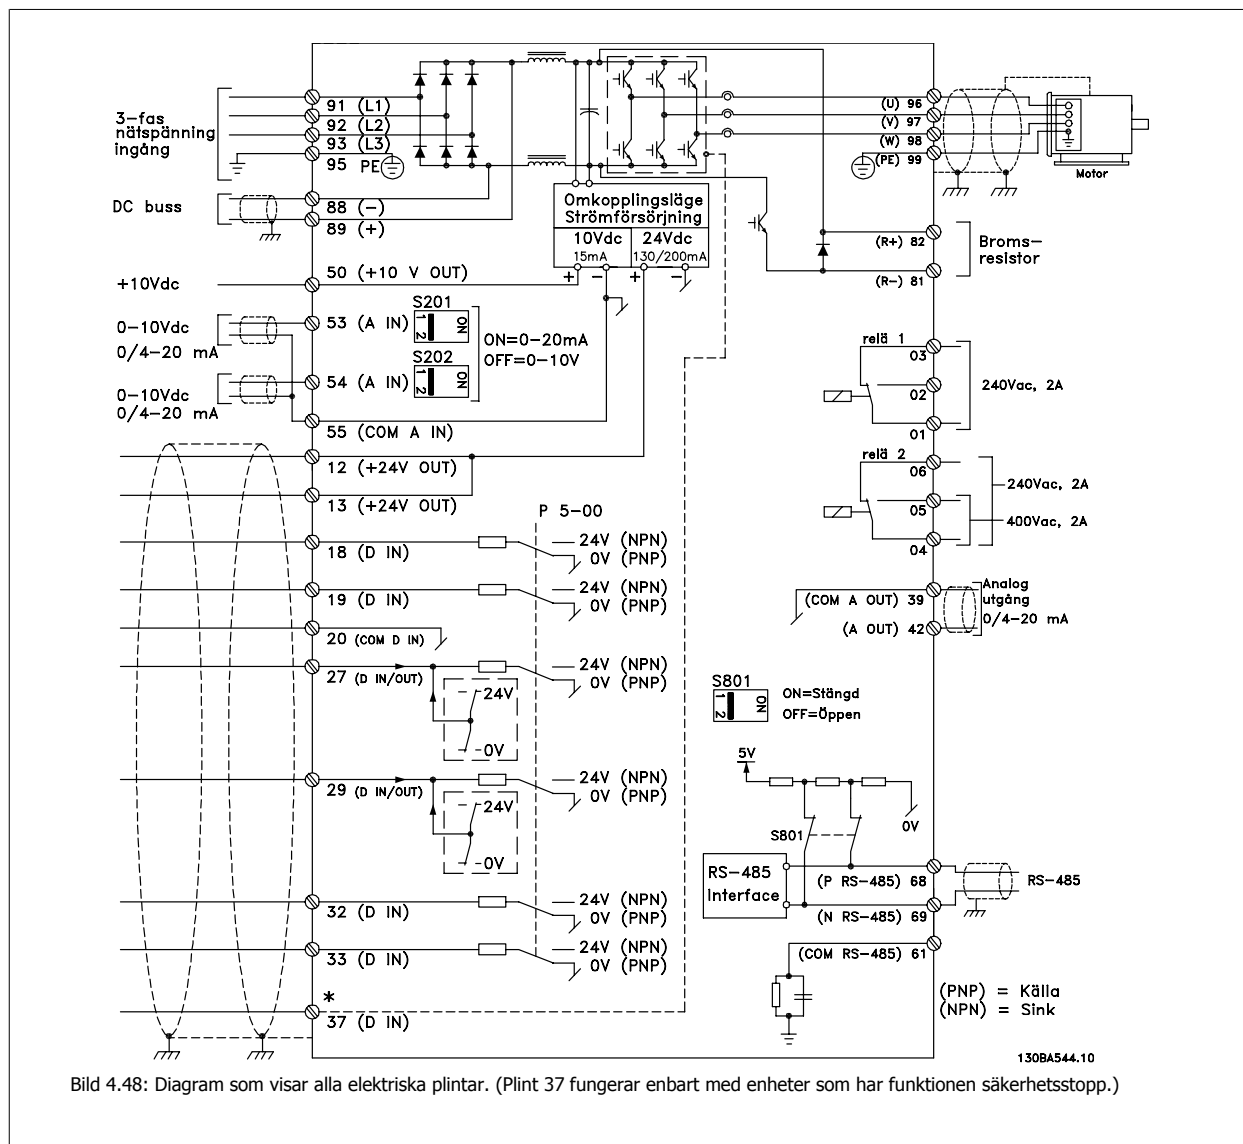 3-fas
nätspänning
ingång
91 (L1)
92 (L2)
93 (L3)
95 PE
DC buss
88 (-)
89 (+)
+10Vdc
50 (+10 V OUT)
0-10Vdc
0/4-20 mA
53 (A IN)
S201
ON
1 2
ON=0-20mA
OFF=0-10V
S202
ON
1 2
0-10Vdc
0/4-20 mA
54 (A IN)
55 (COM A IN)
12 (+24V OUT)
13 (+24V OUT)
Omkopplingsläge
Strömförsörjning
10Vdc
15mA
24Vdc
130/200mA
+ - + -
P 5-00
18 (D IN)
24V (NPN)
0V (PNP)
19 (D IN)
24V (NPN)
0V (PNP)
20 (COM D IN)
27 (D IN/OUT)
24V (NPN)
0V (PNP)
24V
0V
29 (D IN/OUT)
24V (NPN)
0V (PNP)
24V
0V
32 (D IN)
24V (NPN)
0V (PNP)
33 (D IN)
24V (NPN)
0V (PNP)
*
37 (D IN)
(U) 96
(V) 97
(W) 98
(PE) 99
Motor
(R+) 82
(R-) 81
Broms-
resistor
relä 1
03
02
01
240Vac, 2A
relä 2
06
05
04
240Vac, 2A
400Vac, 2A
(COM A OUT) 39
(A OUT) 42
Analog
utgång
0/4-20 mA
S801
ON
1 2
ON=Stängd
OFF=Öppen
5V
S801
0V
RS-485
Interface
(P RS-485) 68
(N RS-485) 69
RS-485
(COM RS-485) 61
(PNP) = Källa
(NPN) = Sink
130BA544.10
Bild 4.48: Diagram som visar alla elektriska plintar. (Plint 37 fungerar enbart med enheter som har funktionen säkerhetsstopp.)